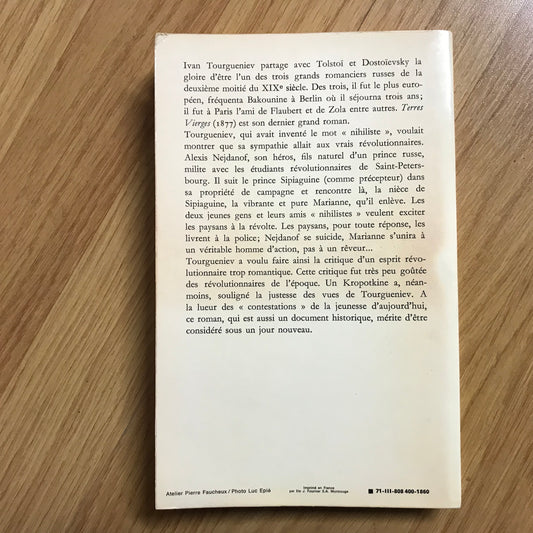 Ivan Tourgueniev partage avec Tolstoï et Dostoïevsky la
gloire d'être l'un des trois grands romanciers russes de la
deuxième moitié du XIXe siècle. Des trois, il fut le plus euro-
péen, fréquenta Bakounine à Berlin où il séjourna trois ans;
il fut à Paris l'ami de Flaubert et de Zola entre autres. Terres
Vierges (1877) est son dernier grand roman.
Tourgueniev, qui avait inventé le mot « nihiliste », voulait
montrer que sa sympathie allait aux vrais révolutionnaires.
Alexis Nejdanof, son héros, fils naturel d'un prince russe,
milite avec les étudiants révolutionnaires de Saint-Peters-
bourg. Il suit le prince Sipiaguine (comme précepteur) dans
sa propriété de campagne et rencontre là, la nièce de
Sipiaguine, la vibrante et pure Marianne, qu'il enlève. Les
deux jeunes gens et leurs amis « nihilistes » veulent exciter
les paysans à la révolte. Les paysans, pour toute réponse, les
livrent à la police; Nejdanof se suicide, Marianne s'unira à
un véritable homme d'action, pas à un rêveur...
Tourgueniev a voulu faire ainsi la critique d'un esprit révo-
lutionnaire trop romantique. Cette critique fut très peu goûtée
des révolutionnaires de l'époque. Un Kropotkine a, néan-
moins, souligné la justesse des vues de Tourgueniev. A
la lueur des « contestations » de la jeunesse d'aujourd'hui,
ce roman, qui est aussi un document historique, mérite d'être
considéré sous un jour nouveau.
Atelier Pierre Faucheux / Photo Luc Epié
Imprimé en France
par Ste J. Fournier S.A. Montrouge
■ 71-III-808 400-1860